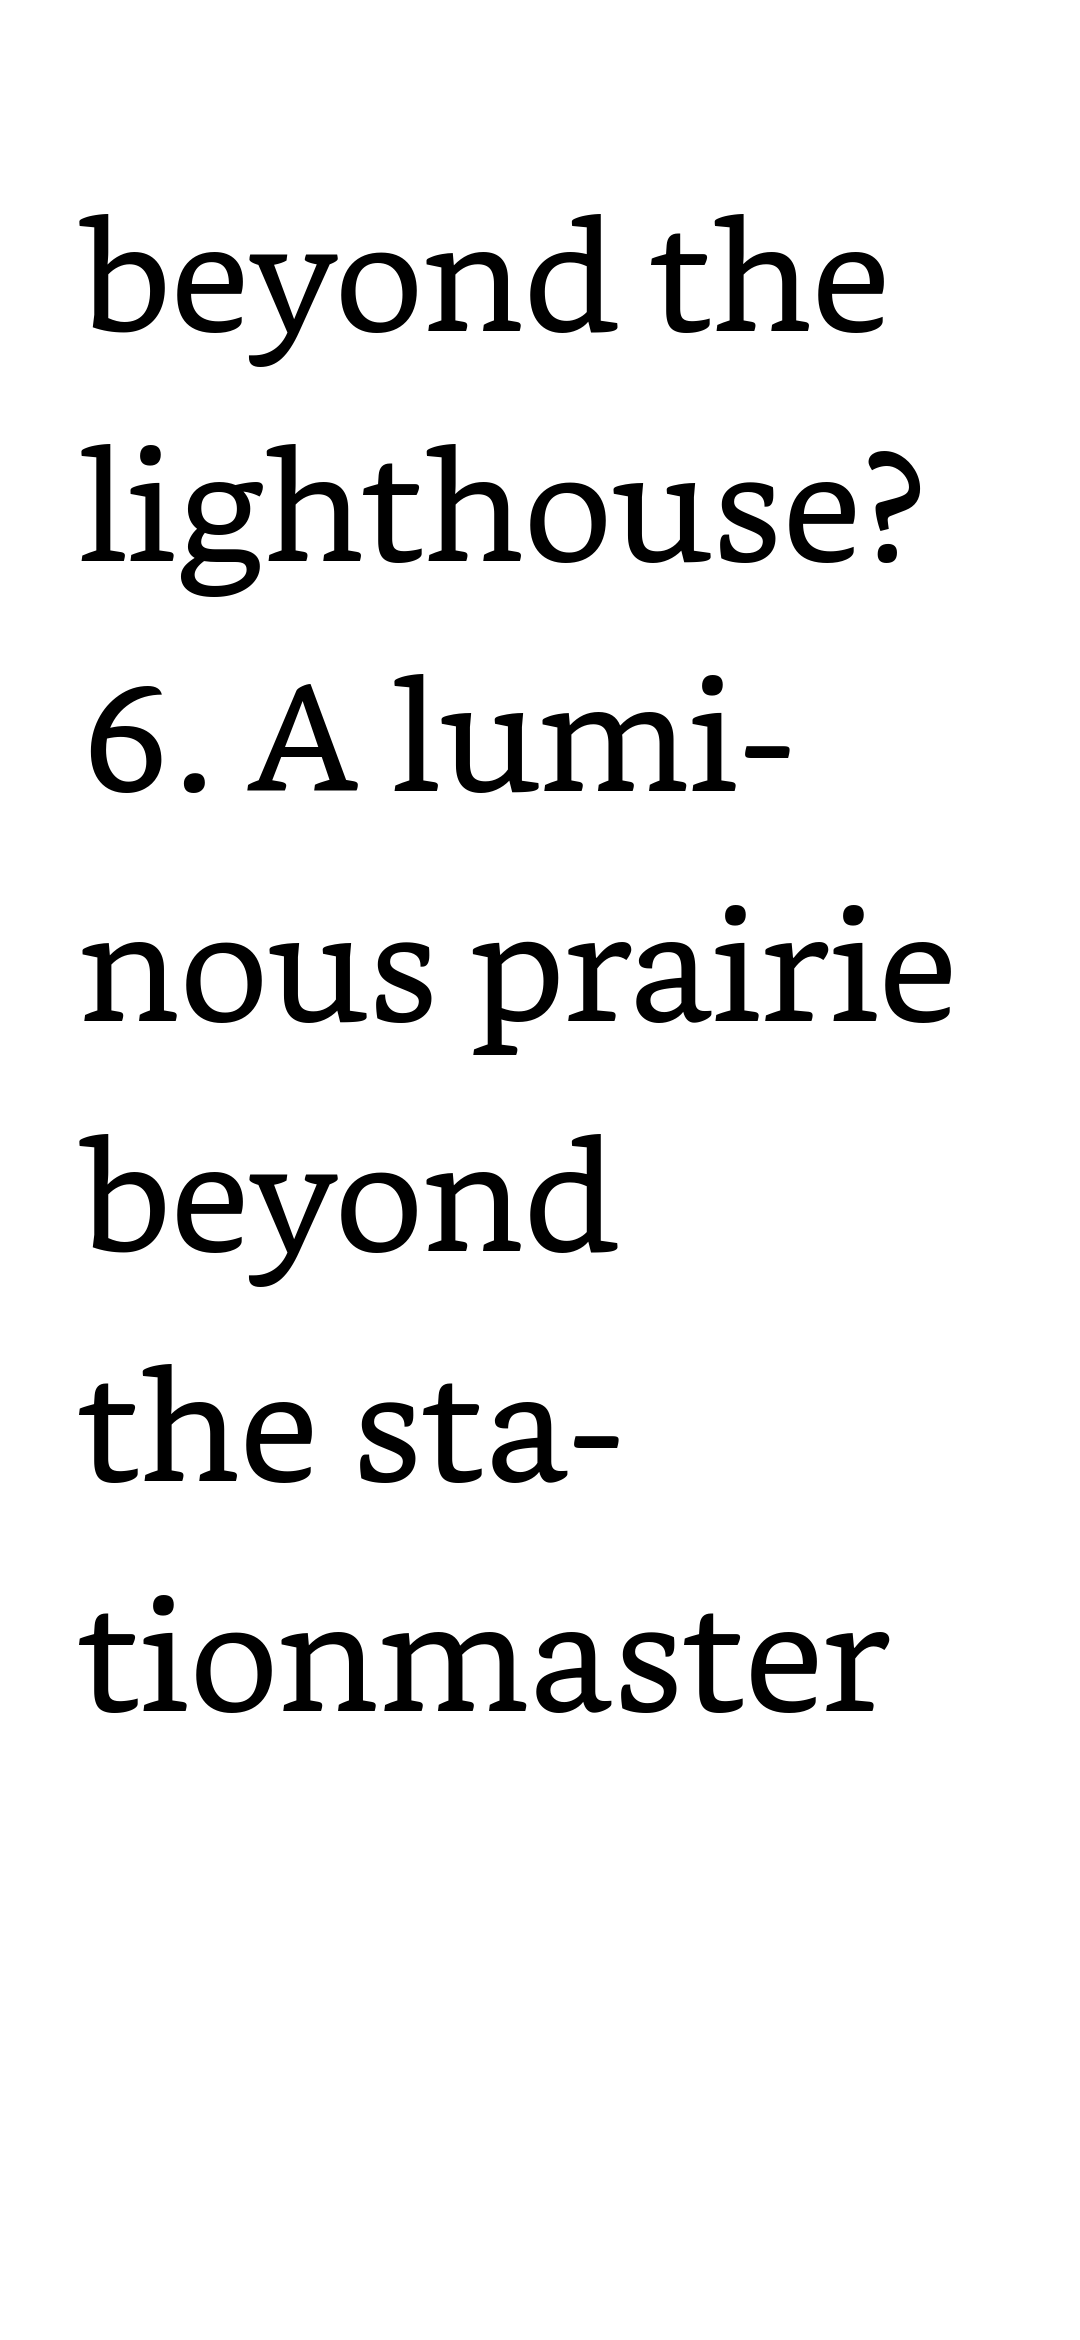 beyond the
lighthouse?
6. A lumi-
nous prairie
beyond
the sta-
tionmaster